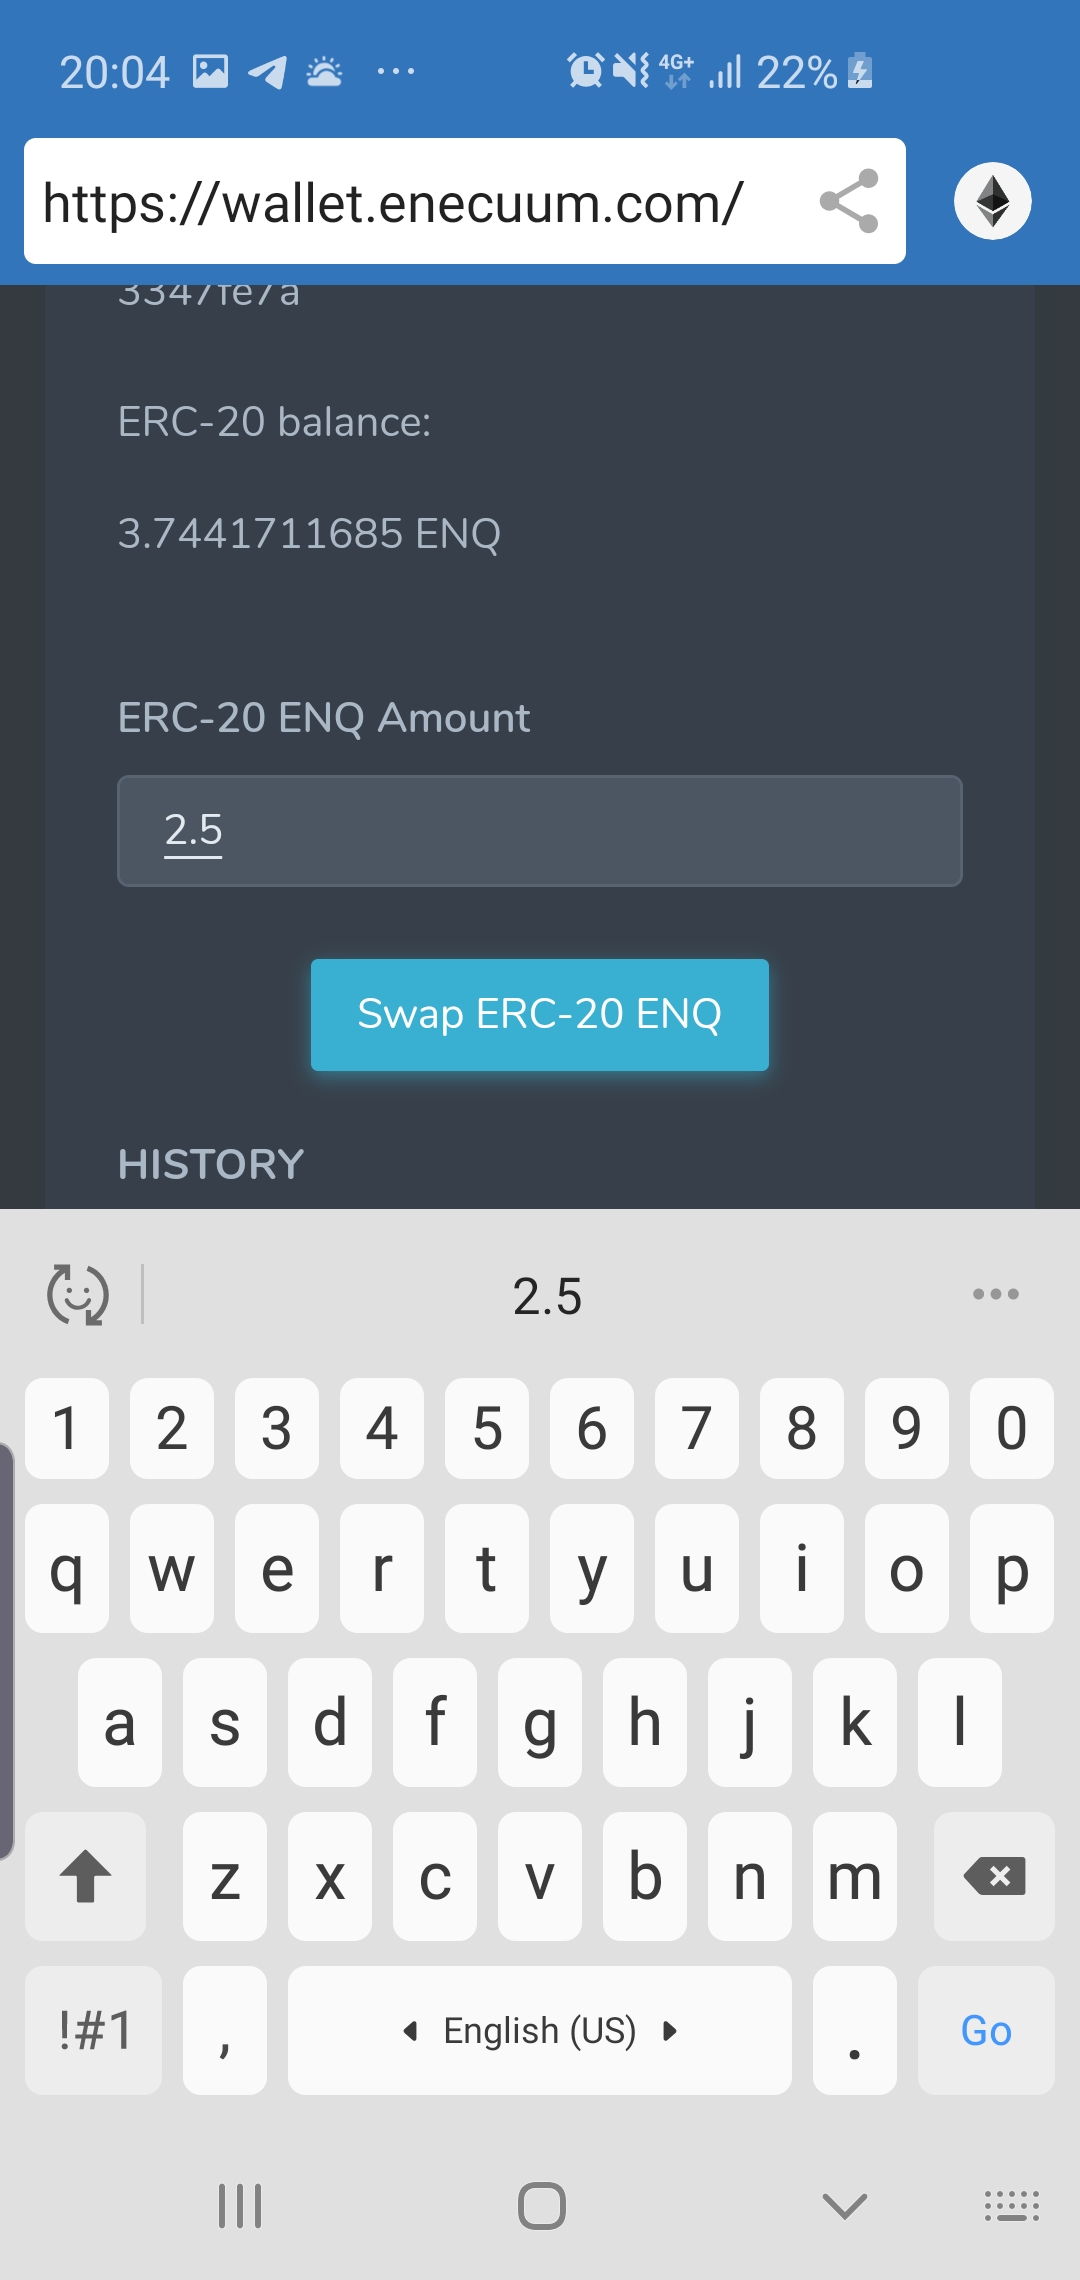 20:04 4G+ 22%
https://wallet.enecuum.com/
3347fe7a
ERC-20 balance:
3.7441711685 ENQ
ERC-20 ENQ Amount
2.5
Swap ERC-20 ENQ
HISTORY
2.5
1 2 3 4 5 6 7 8 9 0
q w e r t y u i o p
a s d f g h j k l
z x c v b n m
!#1 , English (US) . Go